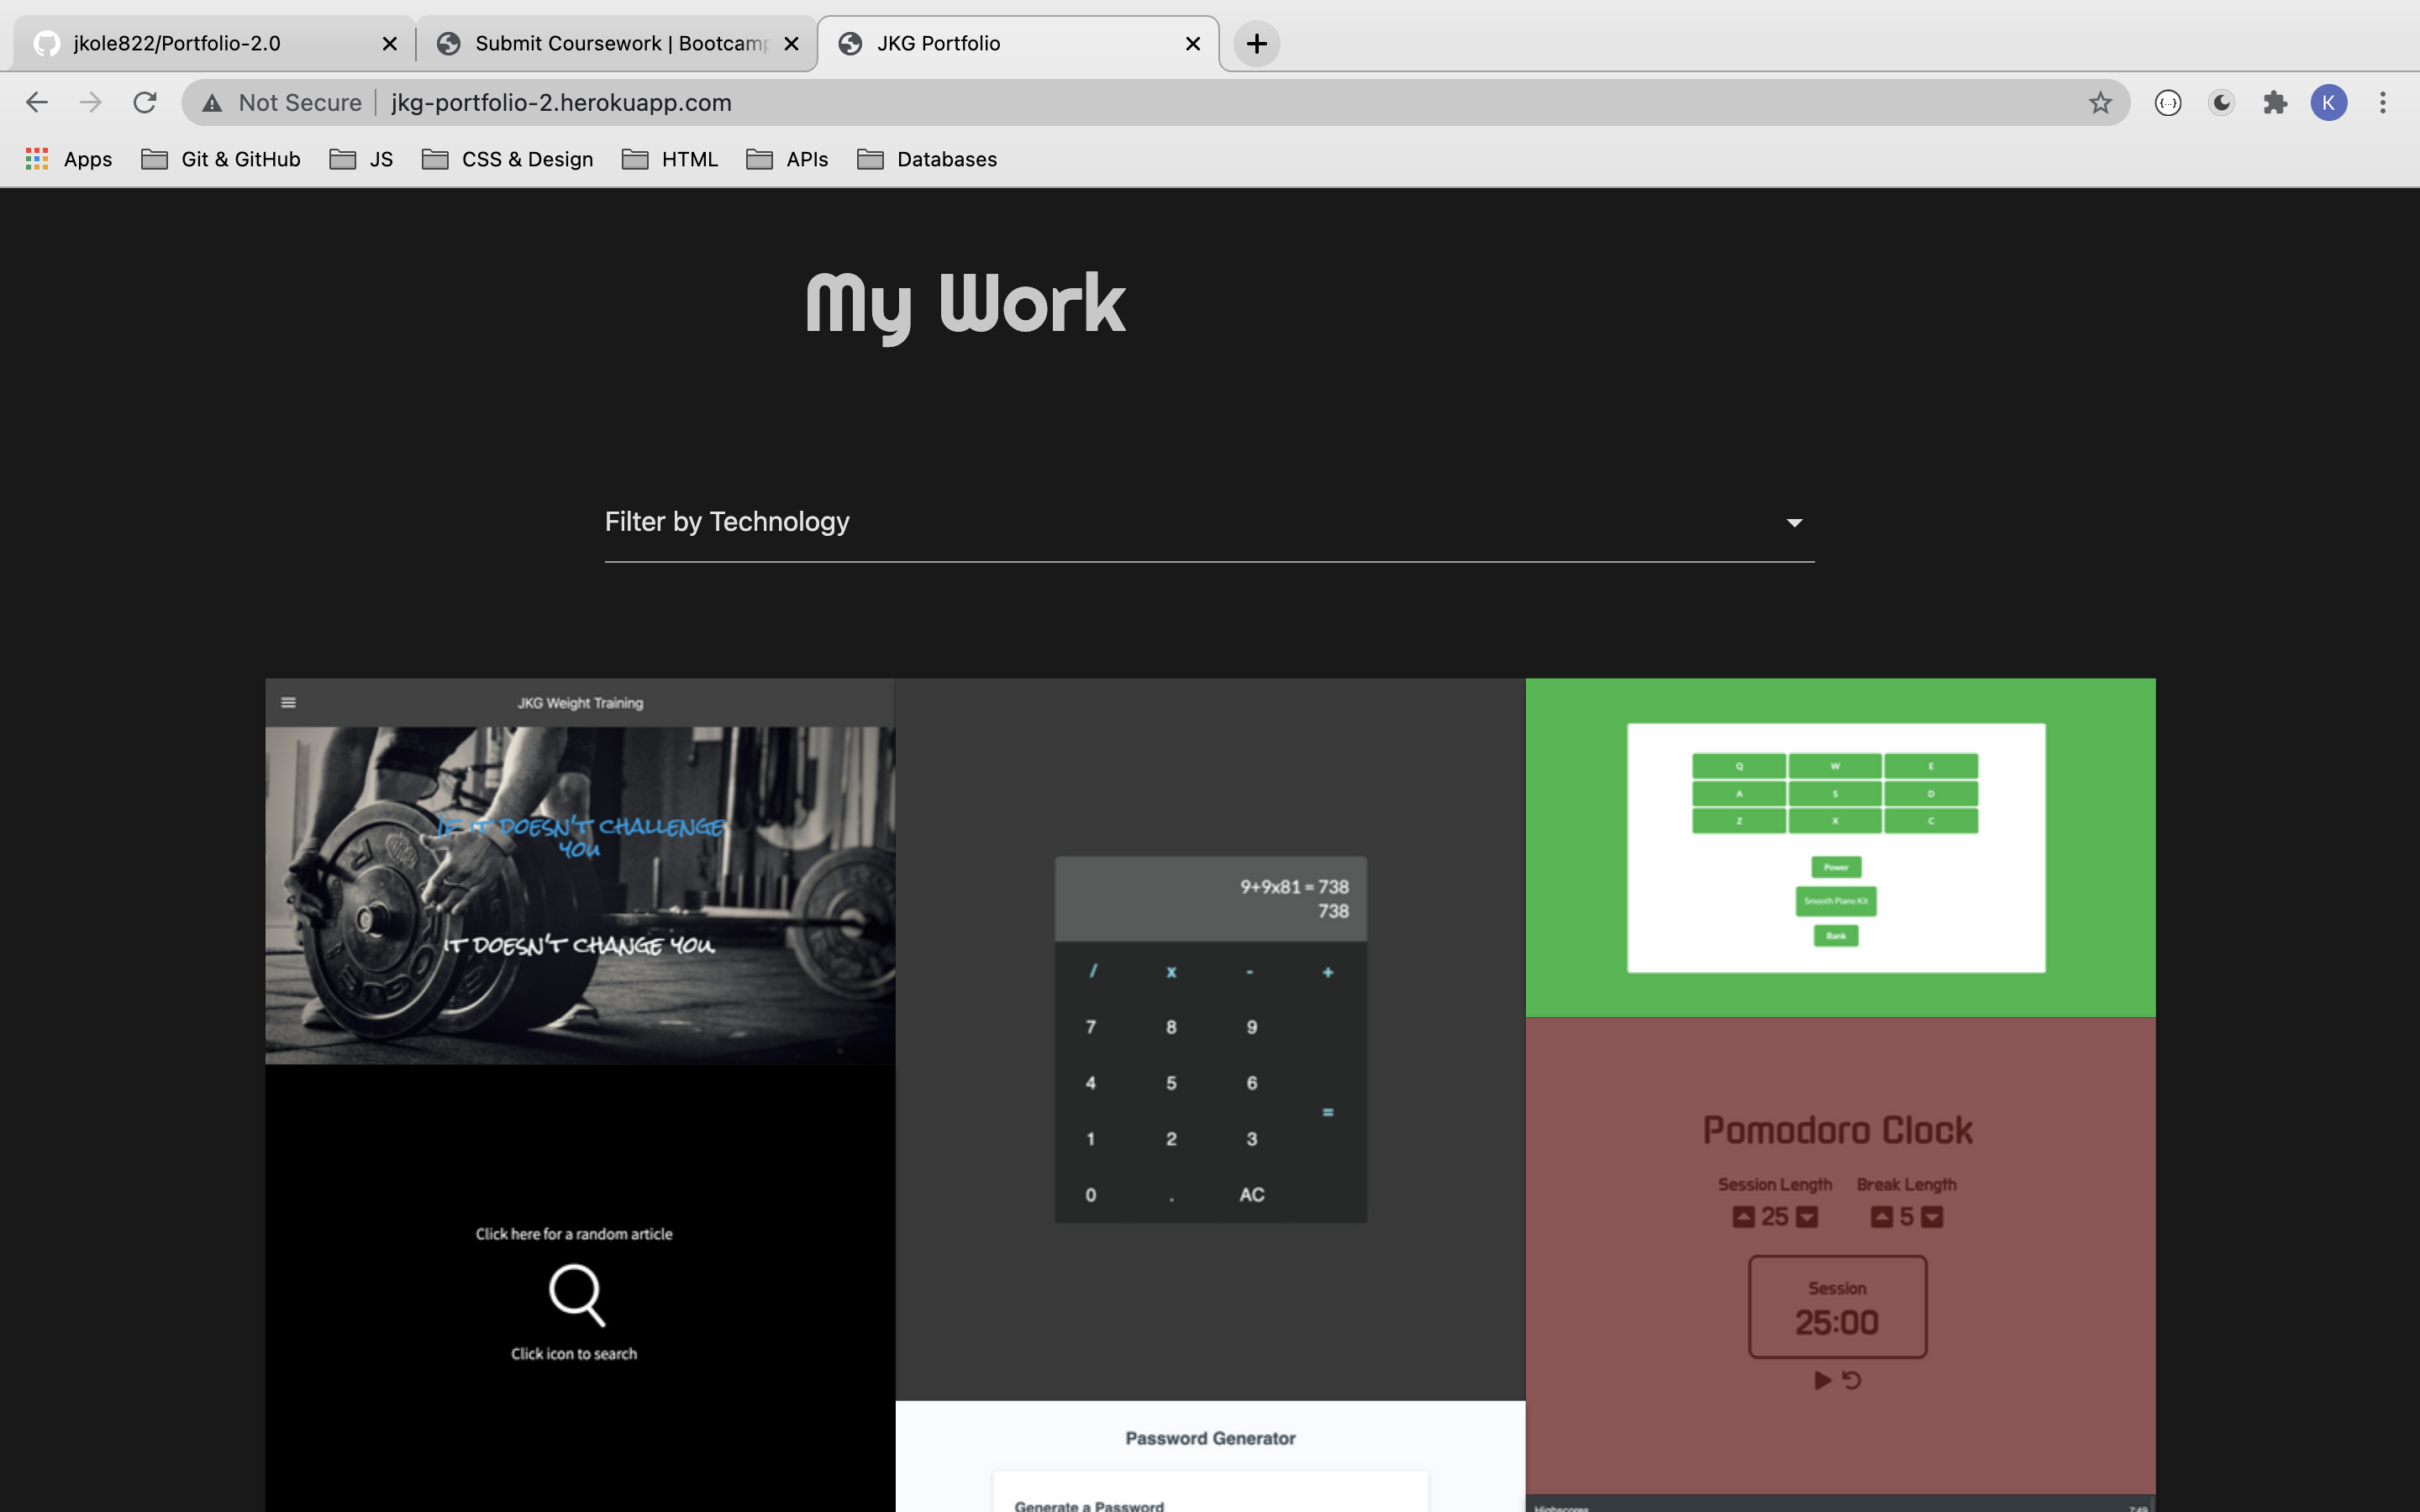 jkole822/Portfolio-2.0
Submit Coursework | Bootcamp
JKG Portfolio
Not Secure
jkg-portfolio-2.herokuapp.com
K
Apps
Git & GitHub
JS
CSS & Design
HTML
APIs
Databases
My Work
Filter by Technology
JKG Weight Training
IF IT DOESN'T CHALLENGE
YOU
IT DOESN'T CHANGE YOU.
Click here for a random article
Click icon to search
9+9x81 = 738
738
/ x - +
7 8 9
4 5 6
=
1 2 3
0 . AC
Password Generator
Generate a Password
Q W E
A S D
Z X C
Power
Smooth Piano Kit
Bank
Pomodoro Clock
Session Length Break Length
25 5
Session
25:00
Highscores
7:49